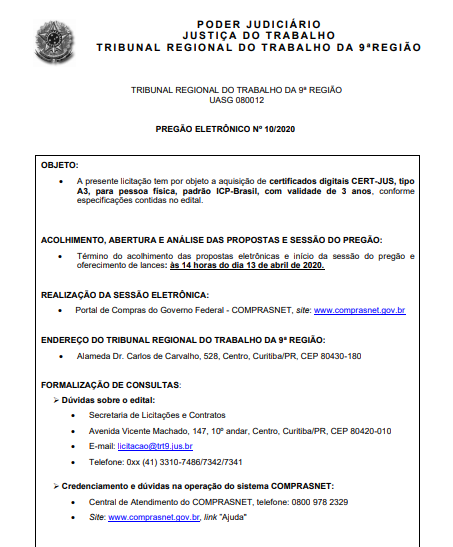 PODER JUDICIÁRIO
JUSTIÇA DO TRABALHO
TRIBUNAL REGIONAL DO TRABALHO DA 9ªREGIÃO
TRIBUNAL REGIONAL DO TRABALHO DA 9ª REGIÃO
UASG 080012
PREGÃO ELETRÔNICO Nº 10/2020
OBJETO:
• A presente licitação tem por objeto a aquisição de certificados digitais CERT-JUS, tipo
A3, para pessoa física, padrão ICP-Brasil, com validade de 3 anos, conforme
especificações contidas no edital.
ACOLHIMENTO, ABERTURA E ANÁLISE DAS PROPOSTAS E SESSÃO DO PREGÃO:
• Término do acolhimento das propostas eletrônicas e início da sessão do pregão e
oferecimento de lances: às 14 horas do dia 13 de abril de 2020.
REALIZAÇÃO DA SESSÃO ELETRÔNICA:
• Portal de Compras do Governo Federal - COMPRASNET, site: www.comprasnet.gov.br
ENDEREÇO DO TRIBUNAL REGIONAL DO TRABALHO DA 9ª REGIÃO:
• Alameda Dr. Carlos de Carvalho, 528, Centro, Curitiba/PR, CEP 80430-180
FORMALIZAÇÃO DE CONSULTAS:
➢ Dúvidas sobre o edital:
• Secretaria de Licitações e Contratos
• Avenida Vicente Machado, 147, 10º andar, Centro, Curitiba/PR, CEP 80420-010
• E-mail: licitacao@trt9.jus.br
• Telefone: 0xx (41) 3310-7486/7342/7341
➢ Credenciamento e dúvidas na operação do sistema COMPRASNET:
• Central de Atendimento do COMPRASNET, telefone: 0800 978 2329
• Site: www.comprasnet.gov.br, link "Ajuda"